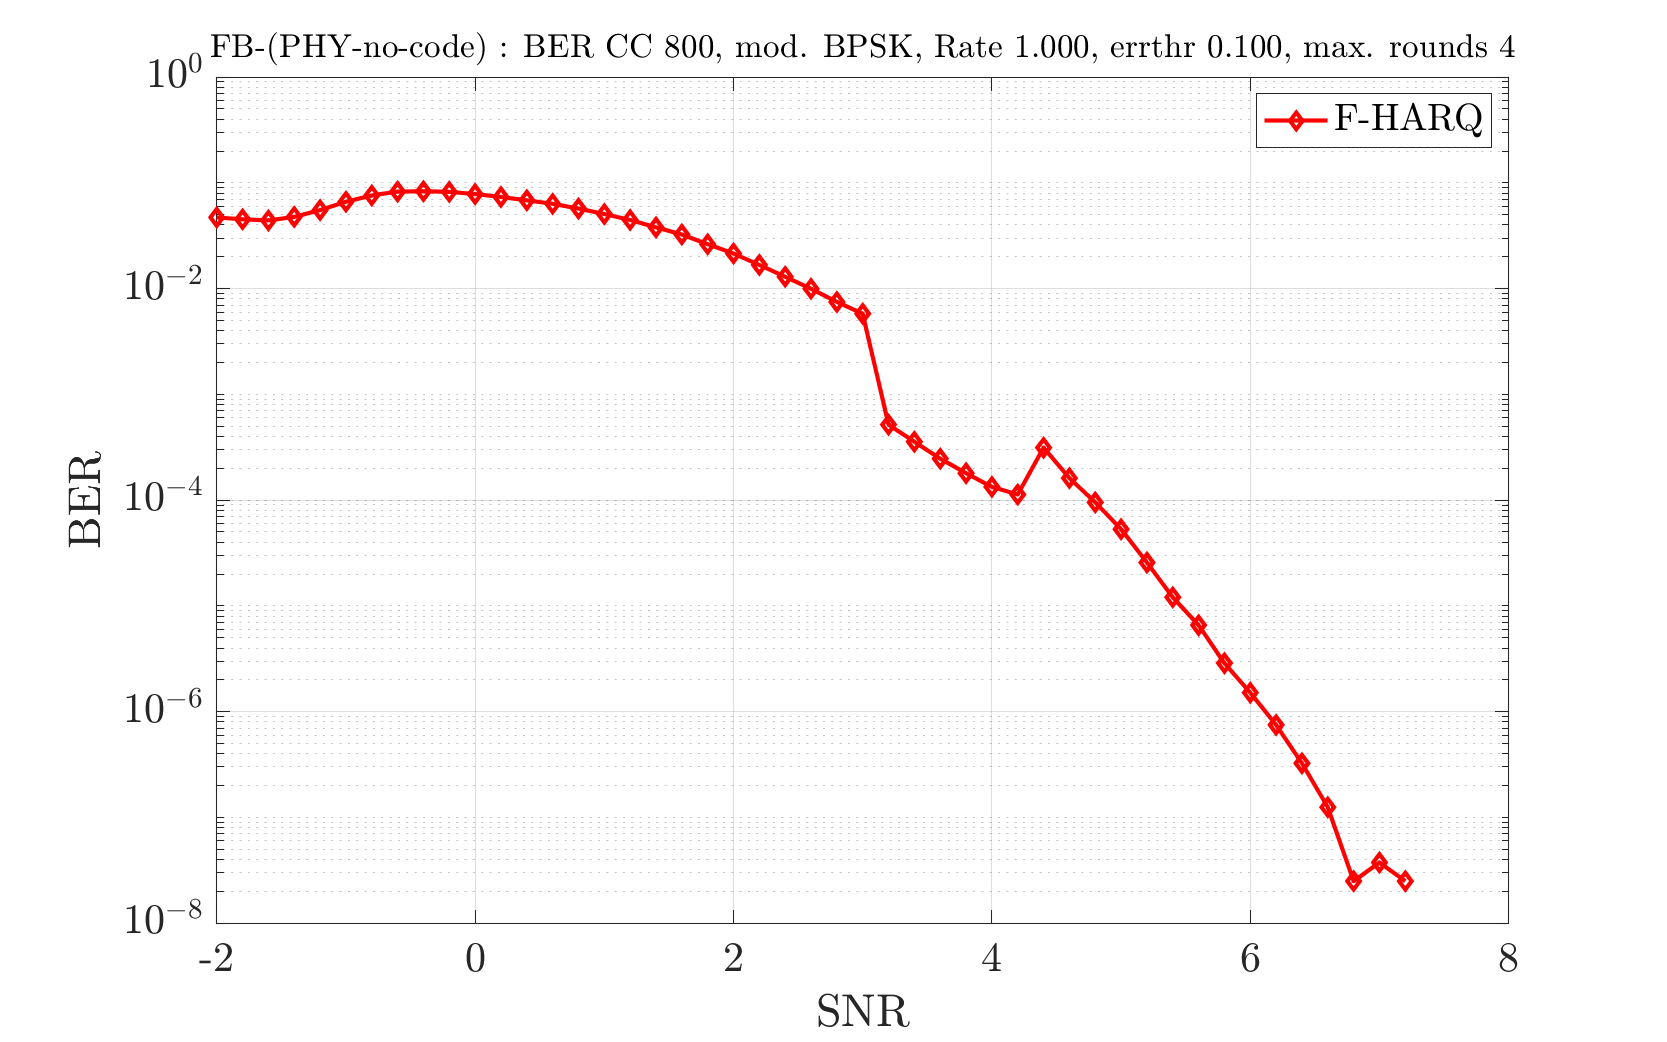 FB-(PHY-no-code) : BER CC 800, mod. BPSK, Rate 1.000, errthr 0.100, max. rounds 4
10^0
F-HARQ
10^{-2}
BER
10^{-4}
10^{-6}
10^{-8}
-2 0 2 4 6 8
SNR